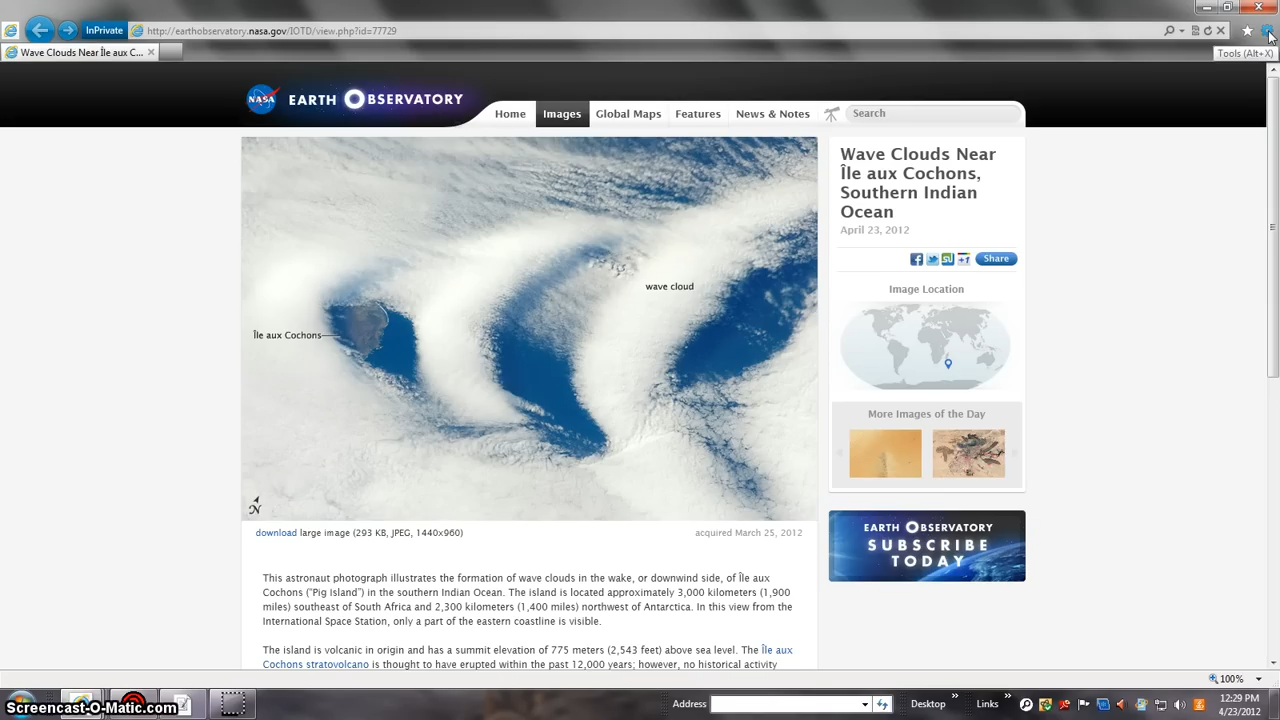 InPrivate
http://earthobservatory.nasa.gov/IOTD/view.php?id=77729
Wave Clouds Near Île aux C...
Tools (Alt+X)
NASA
EARTH OBSERVATORY
Home
Images
Global Maps
Features
News & Notes
Search
Wave Clouds Near
Île aux Cochons,
Southern Indian
Ocean
April 23, 2012
Share
Image Location
More Images of the Day
EARTH OBSERVATORY
SUBSCRIBE
TODAY
wave cloud
Île aux Cochons
N
download large image (293 KB, JPEG, 1440x960)
acquired March 25, 2012
This astronaut photograph illustrates the formation of wave clouds in the wake, or downwind side, of Île aux
Cochons ("Pig Island") in the southern Indian Ocean. The island is located approximately 3,000 kilometers (1,900
miles) southeast of South Africa and 2,300 kilometers (1,400 miles) northwest of Antarctica. In this view from the
International Space Station, only a part of the eastern coastline is visible.
The island is volcanic in origin and has a summit elevation of 775 meters (2,543 feet) above sea level. The Île aux
Cochons stratovolcano is thought to have erupted within the past 12,000 years; however, no historical activity
100%
Address
Desktop
Links
12:29 PM
4/23/2012
Screencast-O-Matic.com